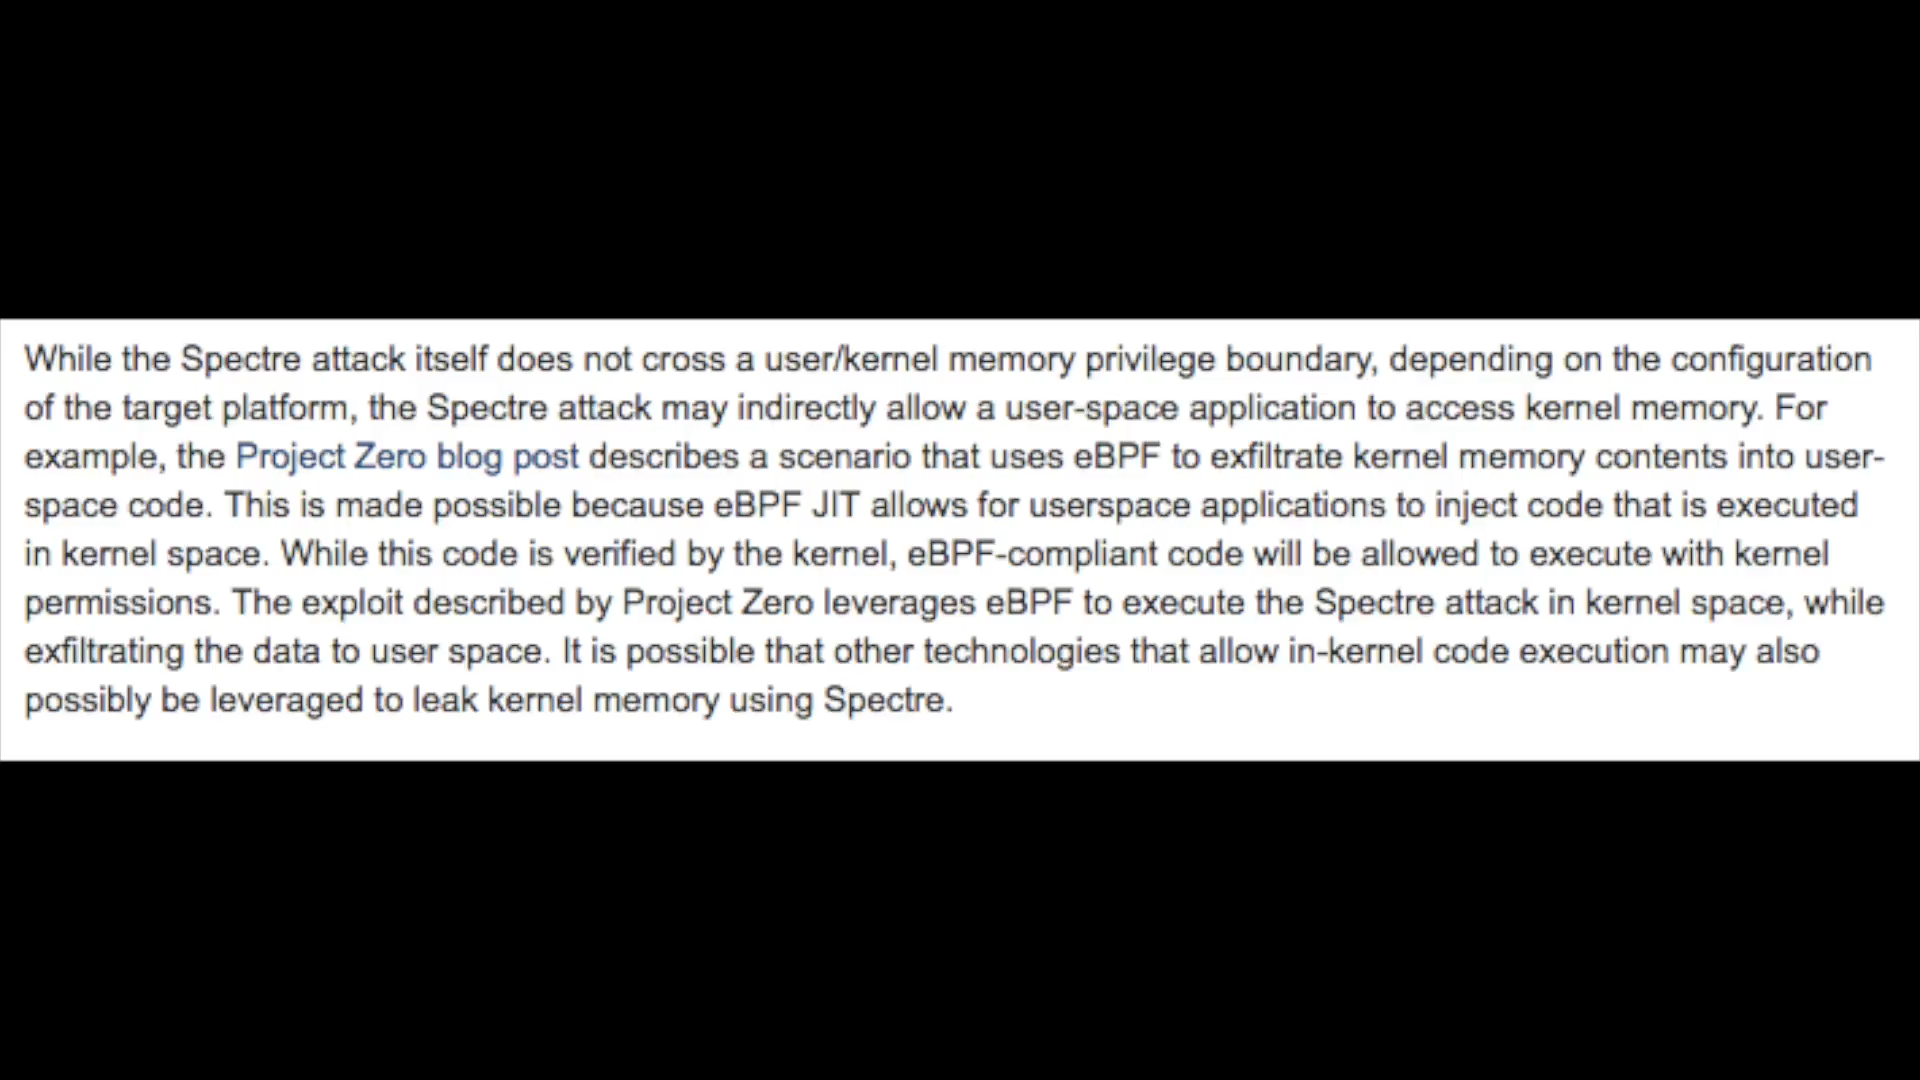 While the Spectre attack itself does not cross a user/kernel memory privilege boundary, depending on the configuration
of the target platform, the Spectre attack may indirectly allow a user-space application to access kernel memory. For
example, the Project Zero blog post describes a scenario that uses eBPF to exfiltrate kernel memory contents into user-
space code. This is made possible because eBPF JIT allows for userspace applications to inject code that is executed
in kernel space. While this code is verified by the kernel, eBPF-compliant code will be allowed to execute with kernel
permissions. The exploit described by Project Zero leverages eBPF to execute the Spectre attack in kernel space, while
exfiltrating the data to user space. It is possible that other technologies that allow in-kernel code execution may also
possibly be leveraged to leak kernel memory using Spectre.